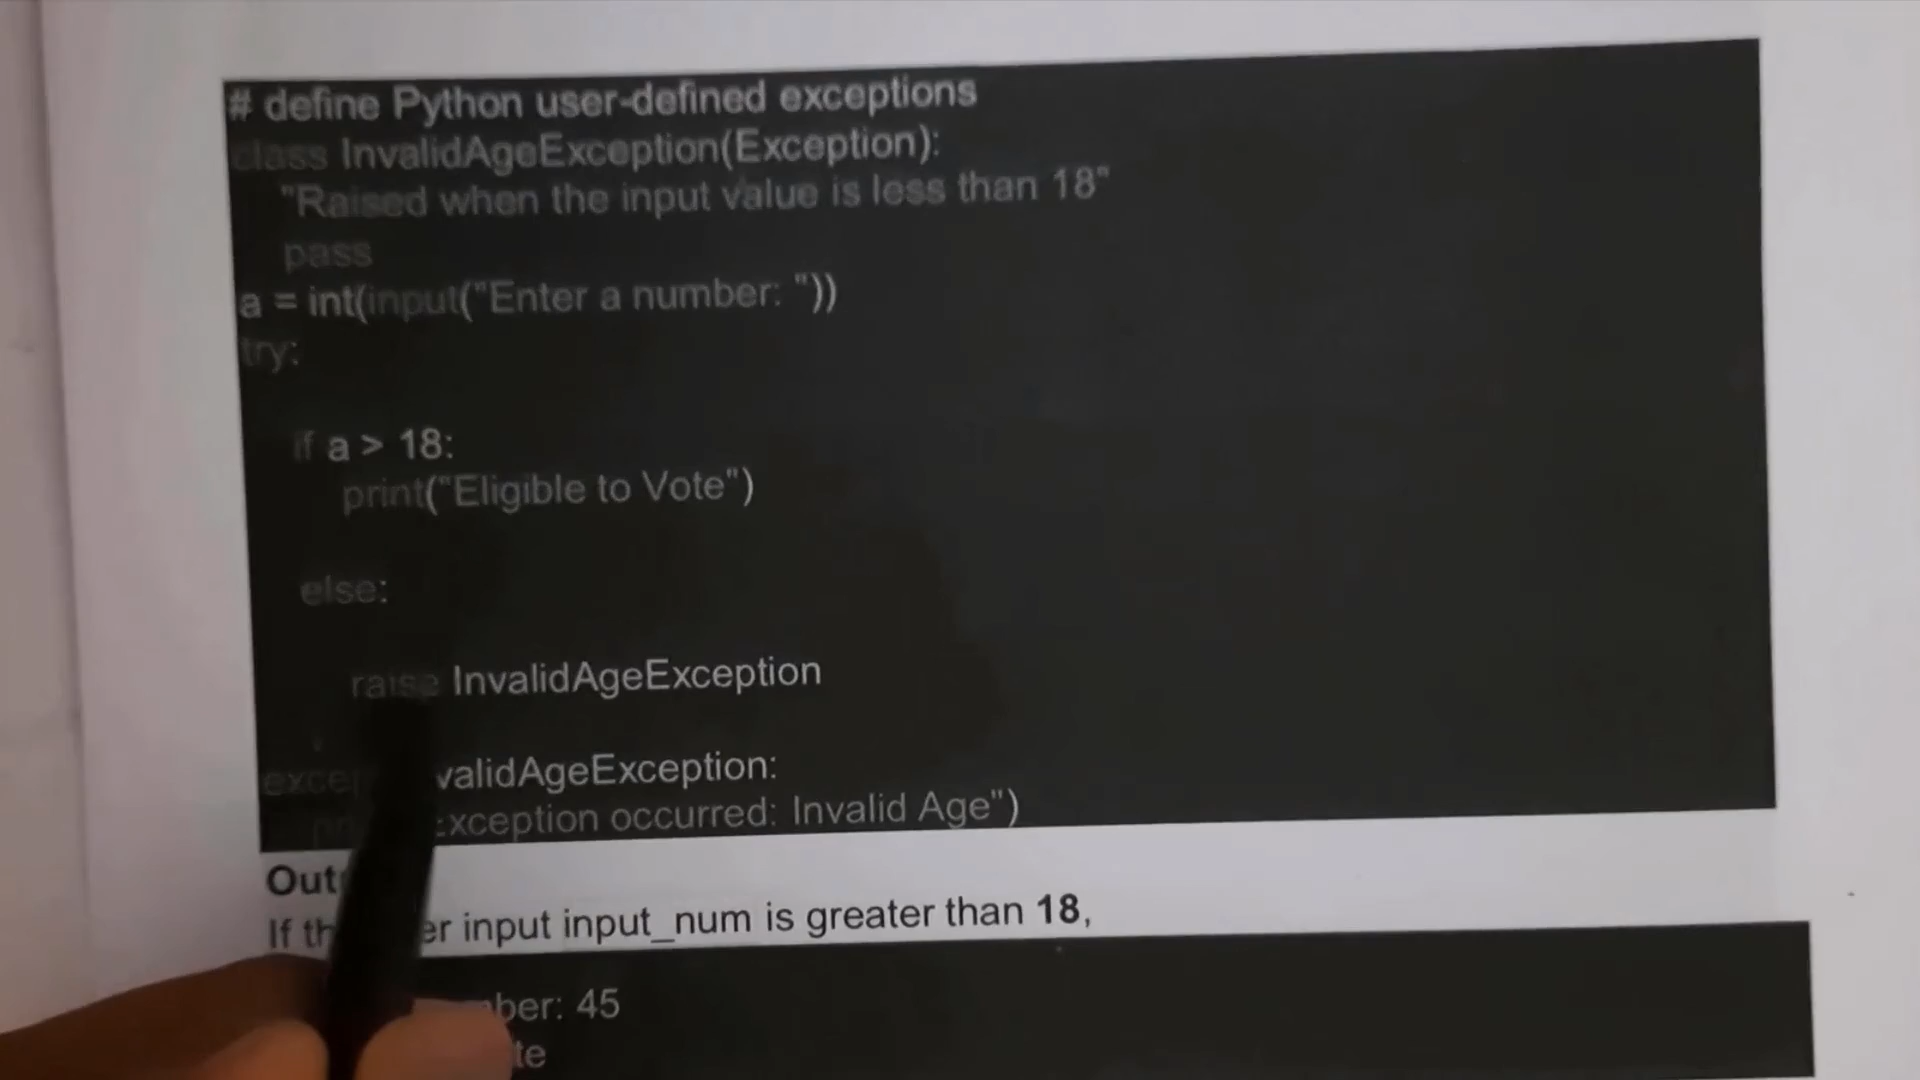 # define Python user-defined exceptions
class InvalidAgeException(Exception):
"Raised when the input value is less than 18"
pass
a = int(input("Enter a number: "))
try:
if a > 18:
print("Eligible to Vote")
else:
raise InvalidAgeException
excep validAgeException:
xception occurred: Invalid Age")
Out
If th er input input_num is greater than 18,
ber: 45
te